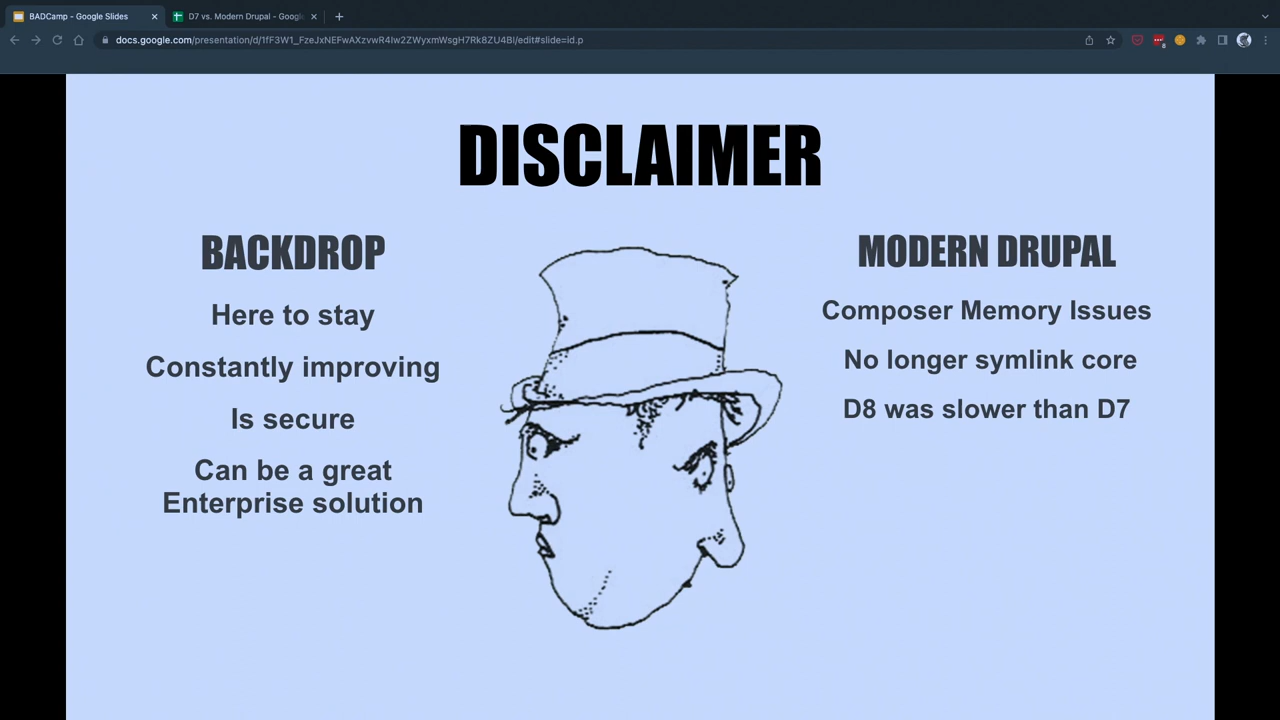 BADCamp - Google Slides
D7 vs. Modern Drupal - Google
docs.google.com/presentation/d/1fF3W1_FzeJxNEFwAXzvwR4Iw2ZWyxmWsgH7Rk8ZU4BI/edit#slide=id.p
DISCLAIMER
BACKDROP
Here to stay
Constantly improving
Is secure
Can be a great
Enterprise solution
MODERN DRUPAL
Composer Memory Issues
No longer symlink core
D8 was slower than D7